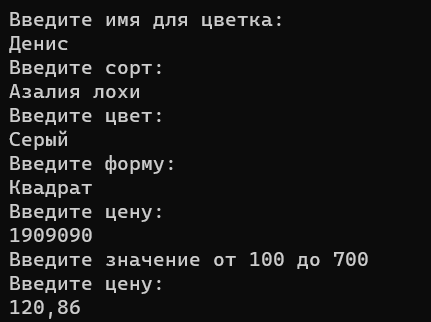 Введите имя для цветка:
Денис
Введите сорт:
Азалия лохи
Введите цвет:
Серый
Введите форму:
Квадрат
Введите цену:
1909090
Введите значение от 100 до 700
Введите цену:
120,86